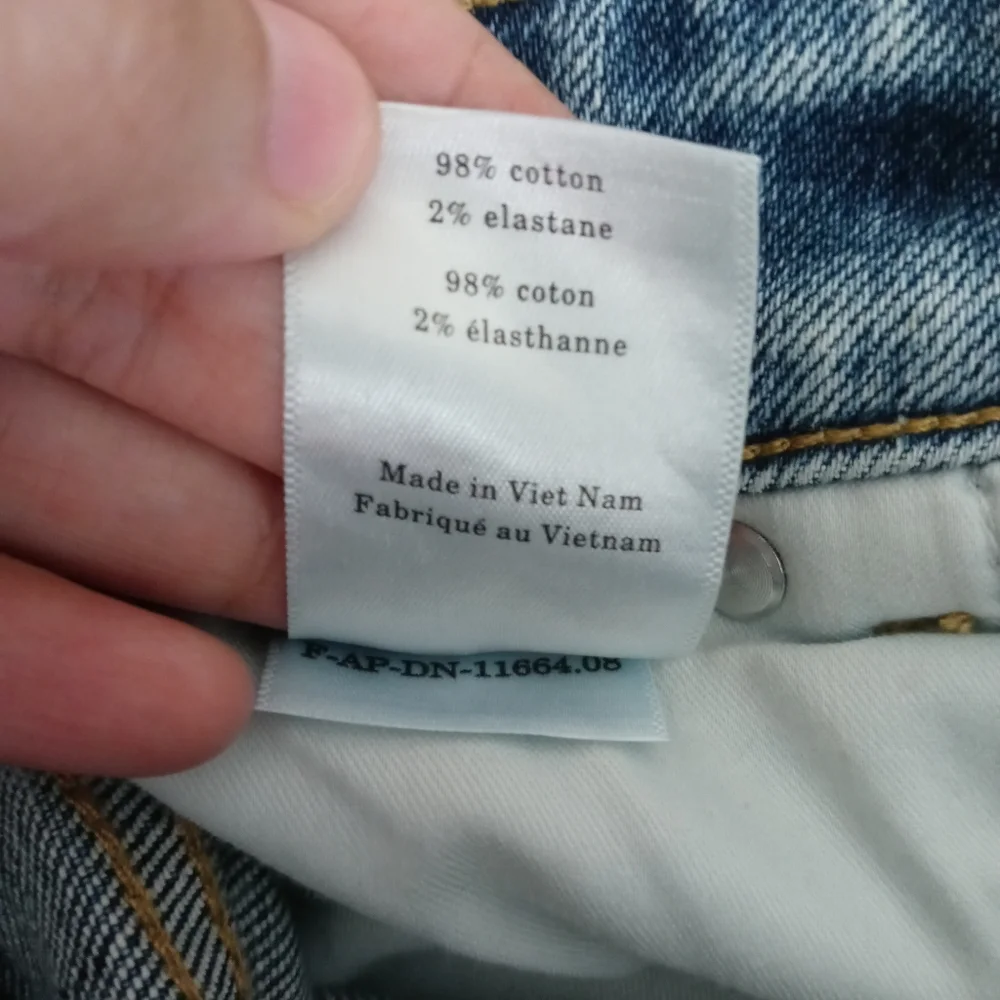 98% cotton
2% elastane
98% coton
2% élasthanne
Made in Viet Nam
Fabriqué au Vietnam
F-AP-DN-11664.08